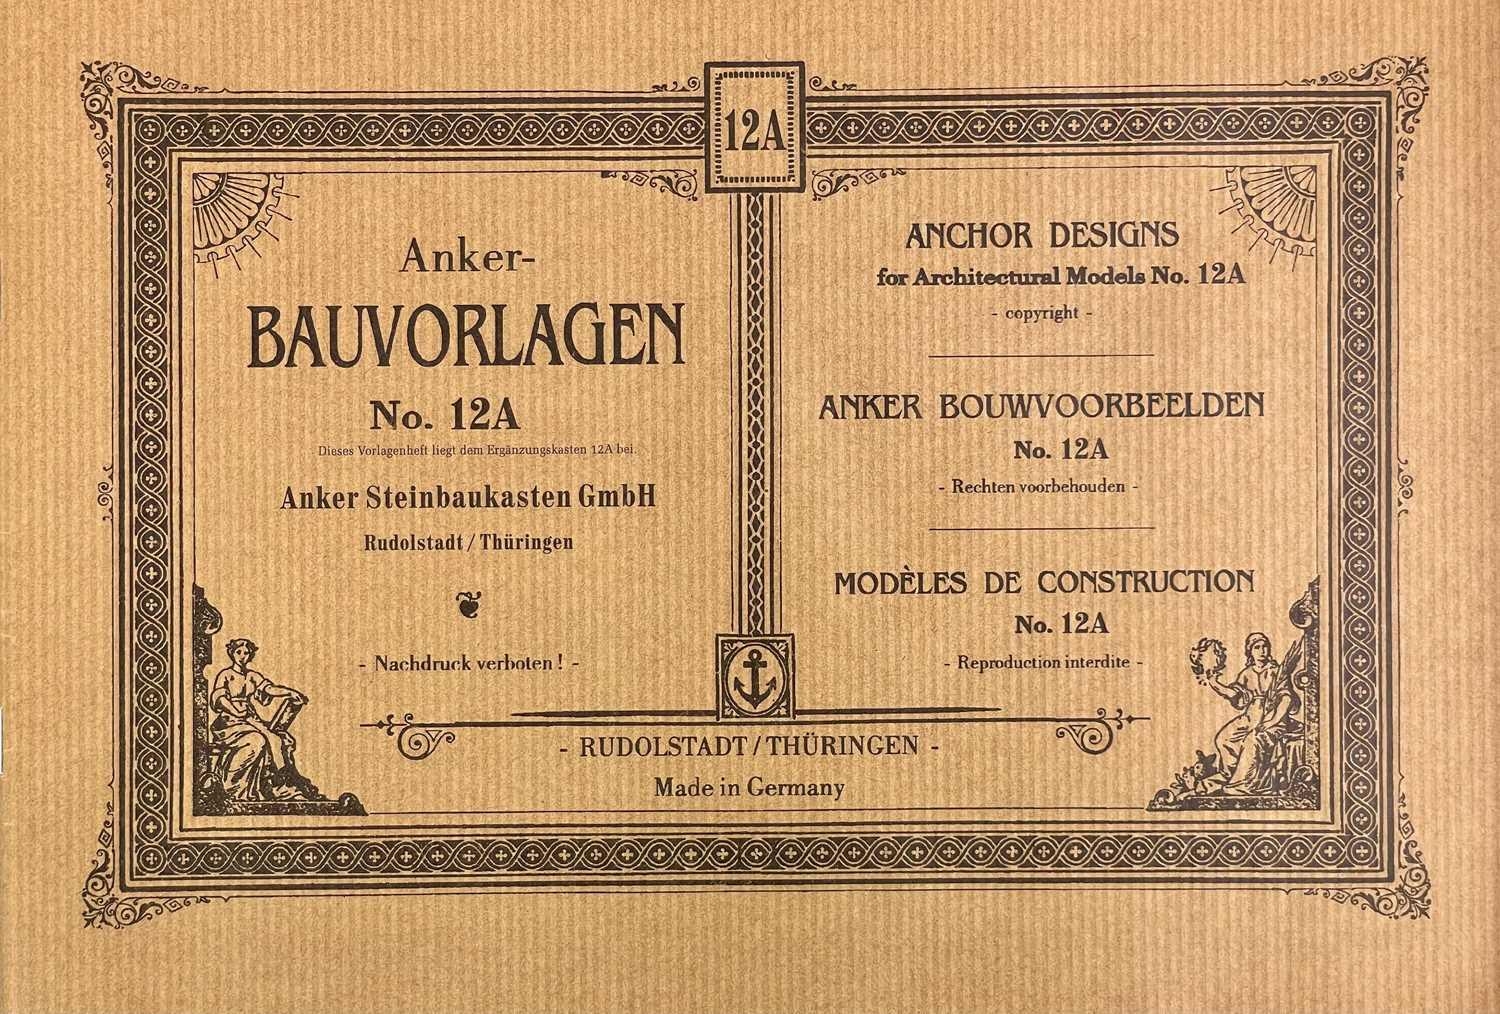 12A
Anker-
BAUVORLAGEN
No. 12A
Dieses Vorlagenheft liegt dem Ergänzungskasten 12A bei.
Anker Steinbaukasten GmbH
Rudolstadt / Thüringen
- Nachdruck verboten ! -
ANCHOR DESIGNS
for Architectural Models No. 12A
- copyright -
ANKER BOUWVOORBEELDEN
No. 12A
- Rechten voorbehouden -
MODÈLES DE CONSTRUCTION
No. 12A
- Reproduction interdite -
- RUDOLSTADT / THÜRINGEN -
Made in Germany